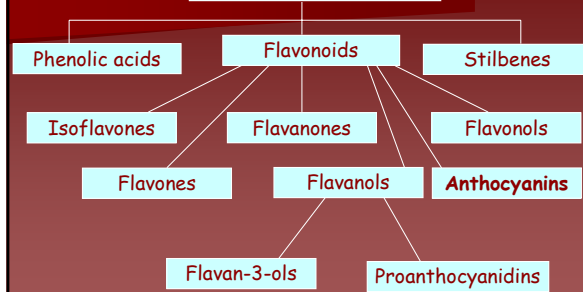 Phenolic acids
Flavonoids
Stilbenes
Isoflavones
Flavanones
Flavonols
Flavones
Flavanols
Anthocyanins
Flavan-3-ols
Proanthocyanidins